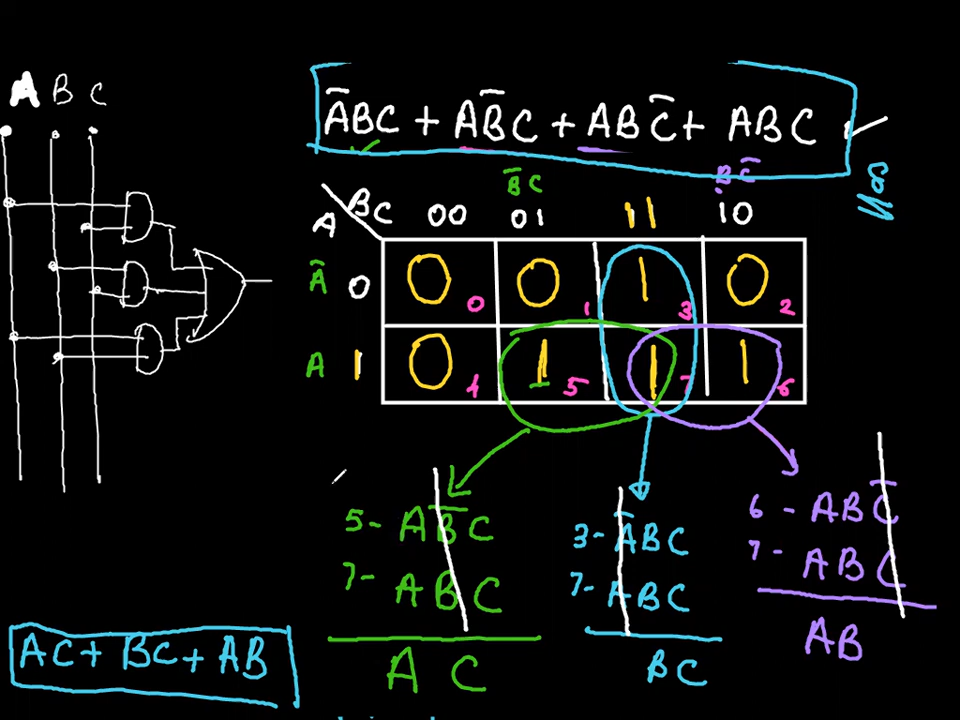 A B C
A̅BC + AB̅C + ABC̅ + ABC
B̅C BC̅
A BC 00 01 11 10
A̅ 0 0 0 0 1 1 3 0 2
A 1 0 4 1 5 1 7 1 6
5 - AB̅C
7 - ABC
AC
3 - A̅BC
7 - ABC
BC
6 - ABC̅
7 - ABC
AB
AC + BC + AB